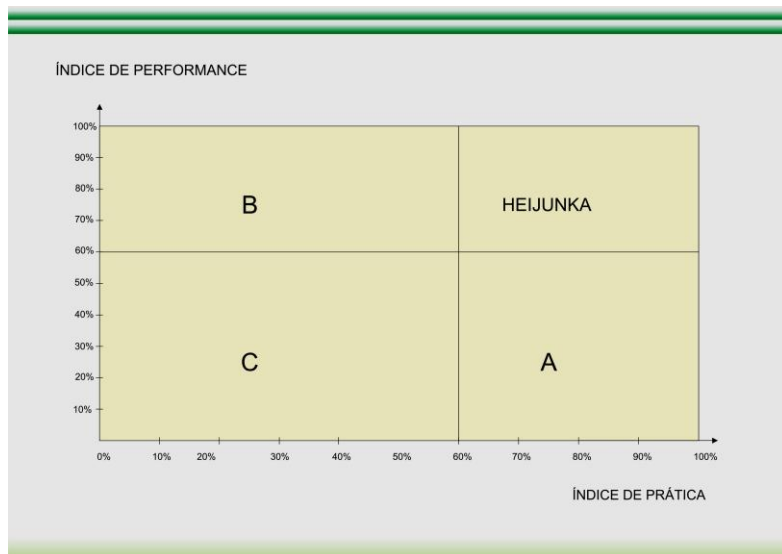 ÍNDICE DE PERFORMANCE
100%
90%
80%
B
HEIJUNKA
70%
60%
50%
40%
30%
C
A
20%
10%
0% 10% 20% 30% 40% 50% 60% 70% 80% 90% 100%
ÍNDICE DE PRÁTICA